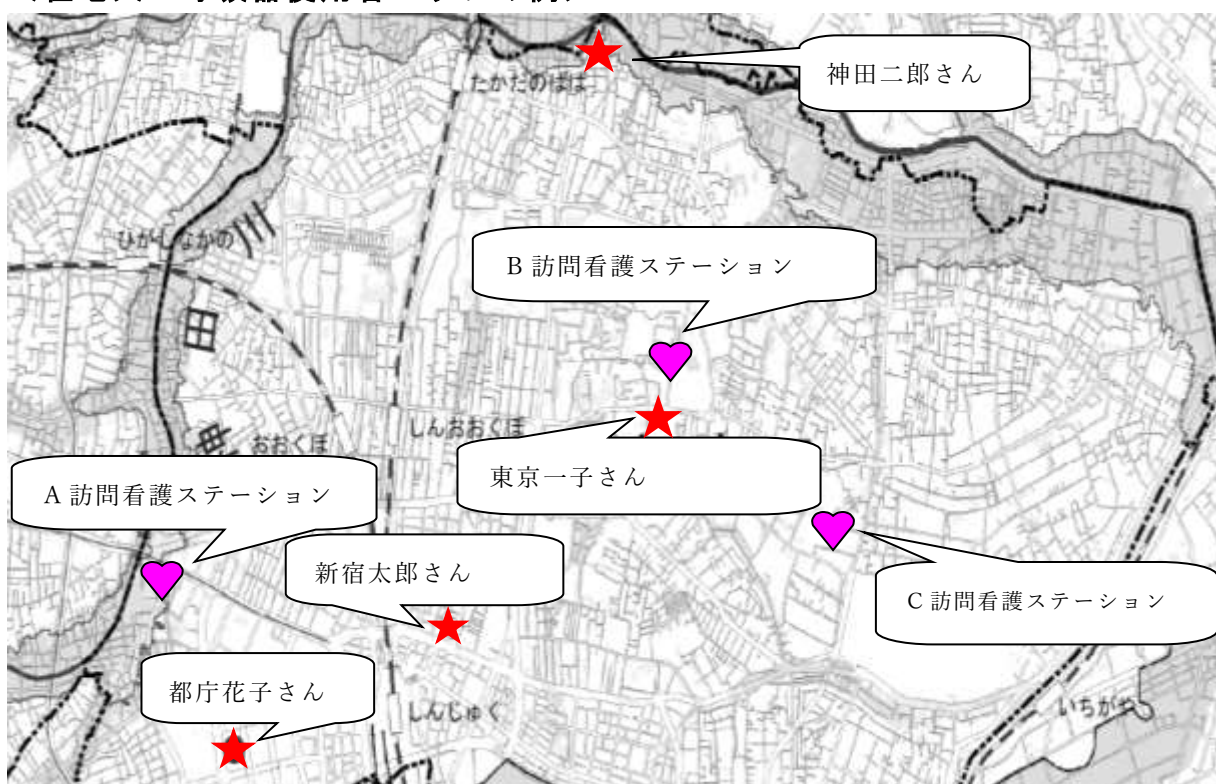 神田二郎さん
たかだのばば
ひがしなかの
B 訪問看護ステーション
田
しんおおくぼ
おおくぼ
東京一子さん
A 訪問看護ステーション
新宿太郎さん
C 訪問看護ステーション
都庁花子さん
しんじゅく
いちがや